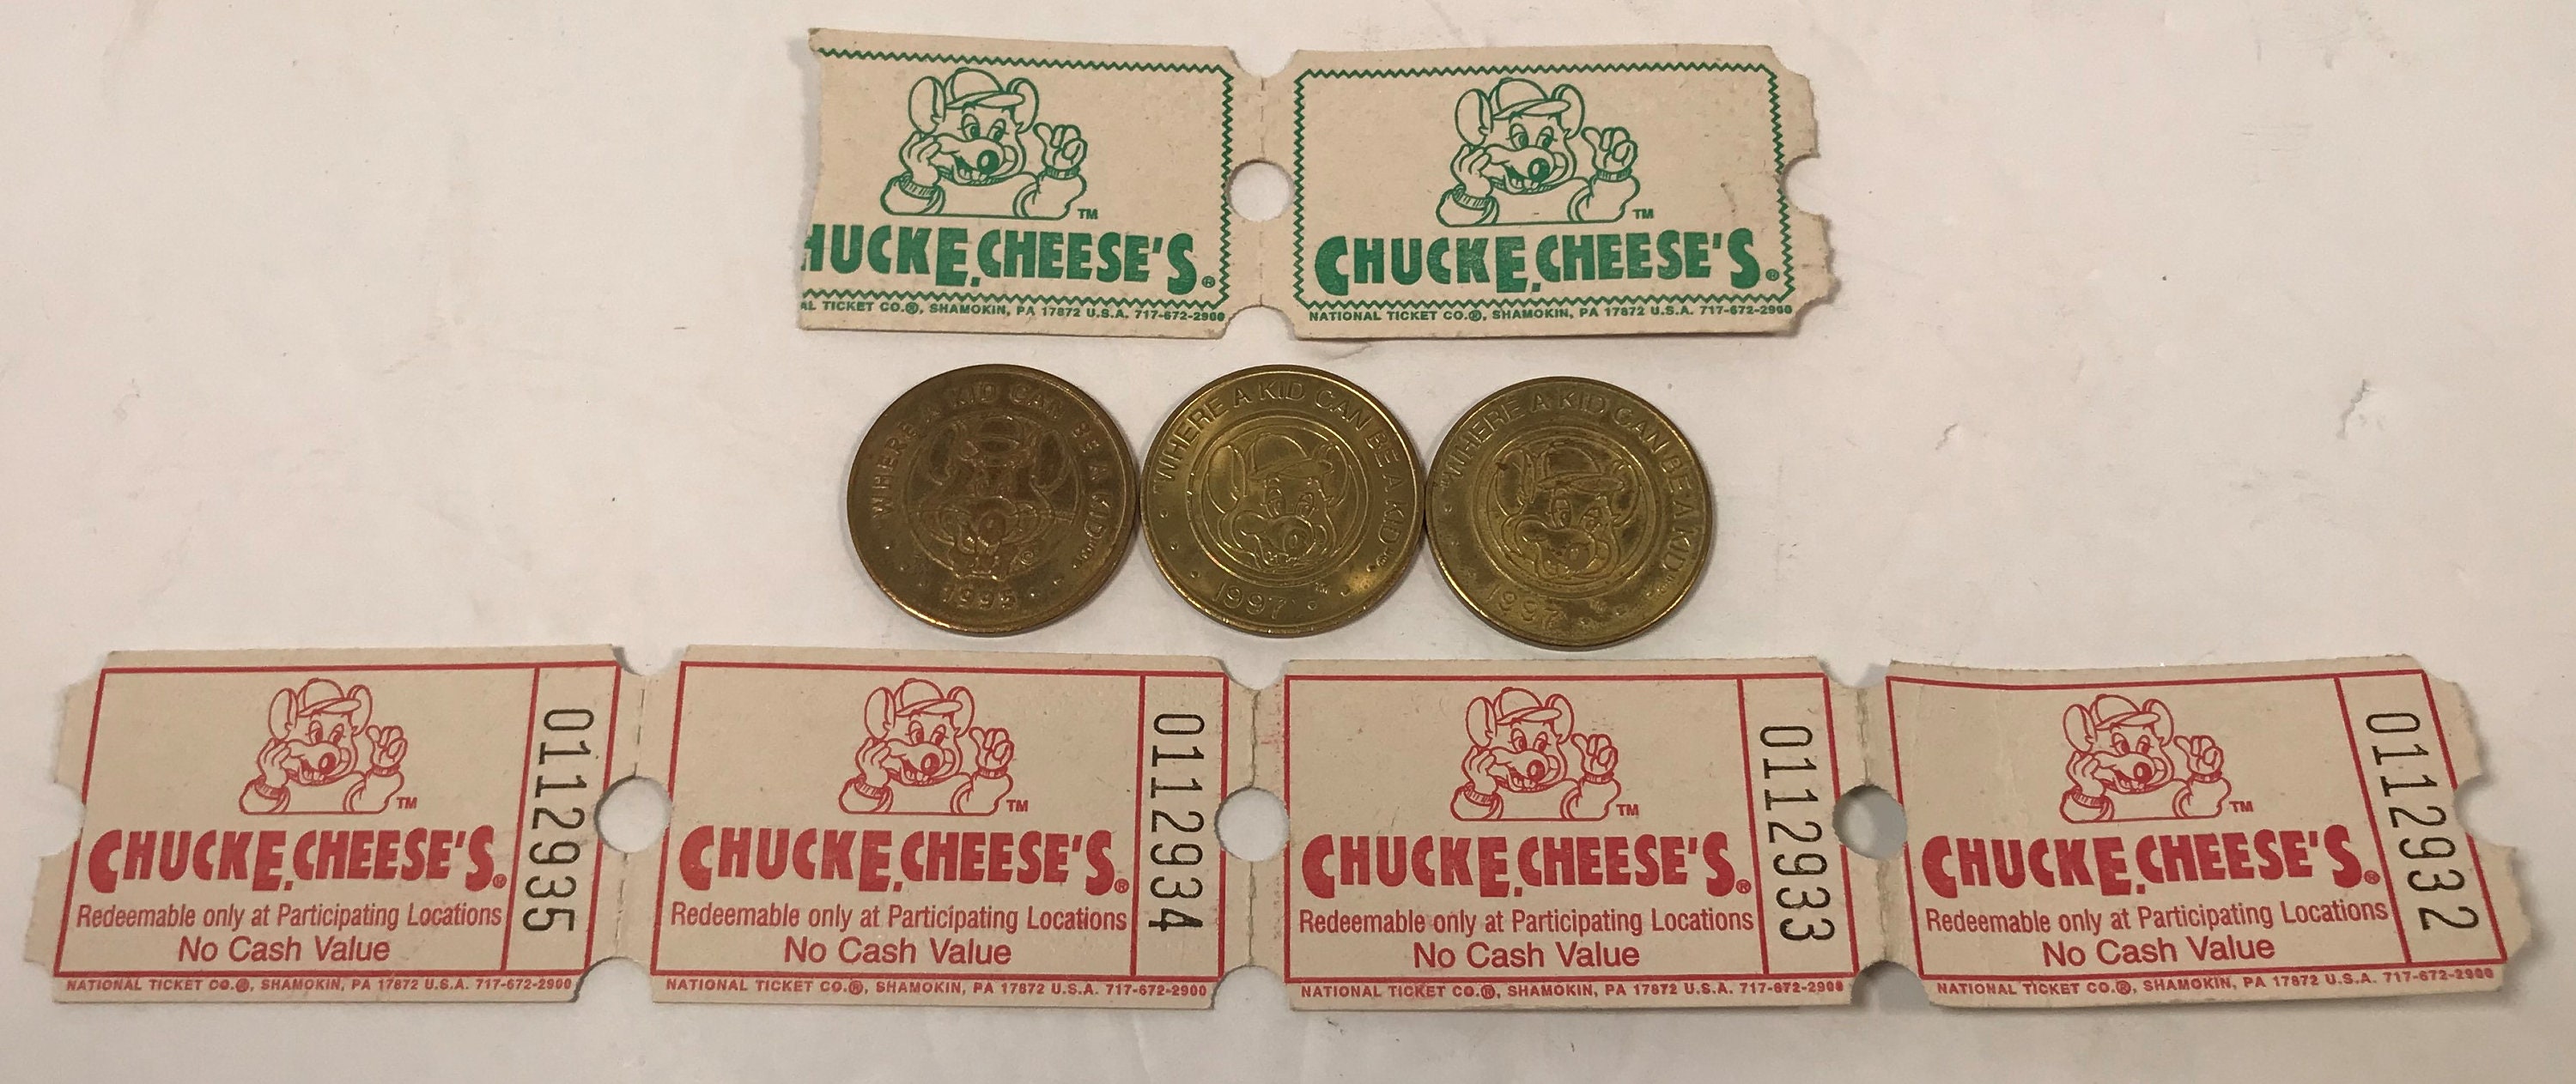 TM TM
HUCK E. CHEESE'S® CHUCK E. CHEESE'S®
AL TICKET CO.®, SHAMOKIN, PA 17872 U.S.A. 717-672-2900 NATIONAL TICKET CO.®, SHAMOKIN, PA 17872 U.S.A. 717-672-2900
WHERE A KID CAN BE A KID
1995
"WHERE A KID CAN BE A KID"
1997
"WHERE A KID CAN BE A KID"
1997
TM
CHUCK E. CHEESE'S®
Redeemable only at Participating Locations
No Cash Value
NATIONAL TICKET CO.®, SHAMOKIN, PA 17872 U.S.A. 717-672-2900
0112935
TM
CHUCK E. CHEESE'S®
Redeemable only at Participating Locations
No Cash Value
NATIONAL TICKET CO.®, SHAMOKIN, PA 17872 U.S.A. 717-672-2900
0112934
TM
CHUCK E. CHEESE'S®
Redeemable only at Participating Locations
No Cash Value
NATIONAL TICKET CO.®, SHAMOKIN, PA 17872 U.S.A. 717-672-2900
0112933
TM
CHUCK E. CHEESE'S®
Redeemable only at Participating Locations
No Cash Value
NATIONAL TICKET CO.®, SHAMOKIN, PA 17872 U.S.A. 717-672-2900
0112932